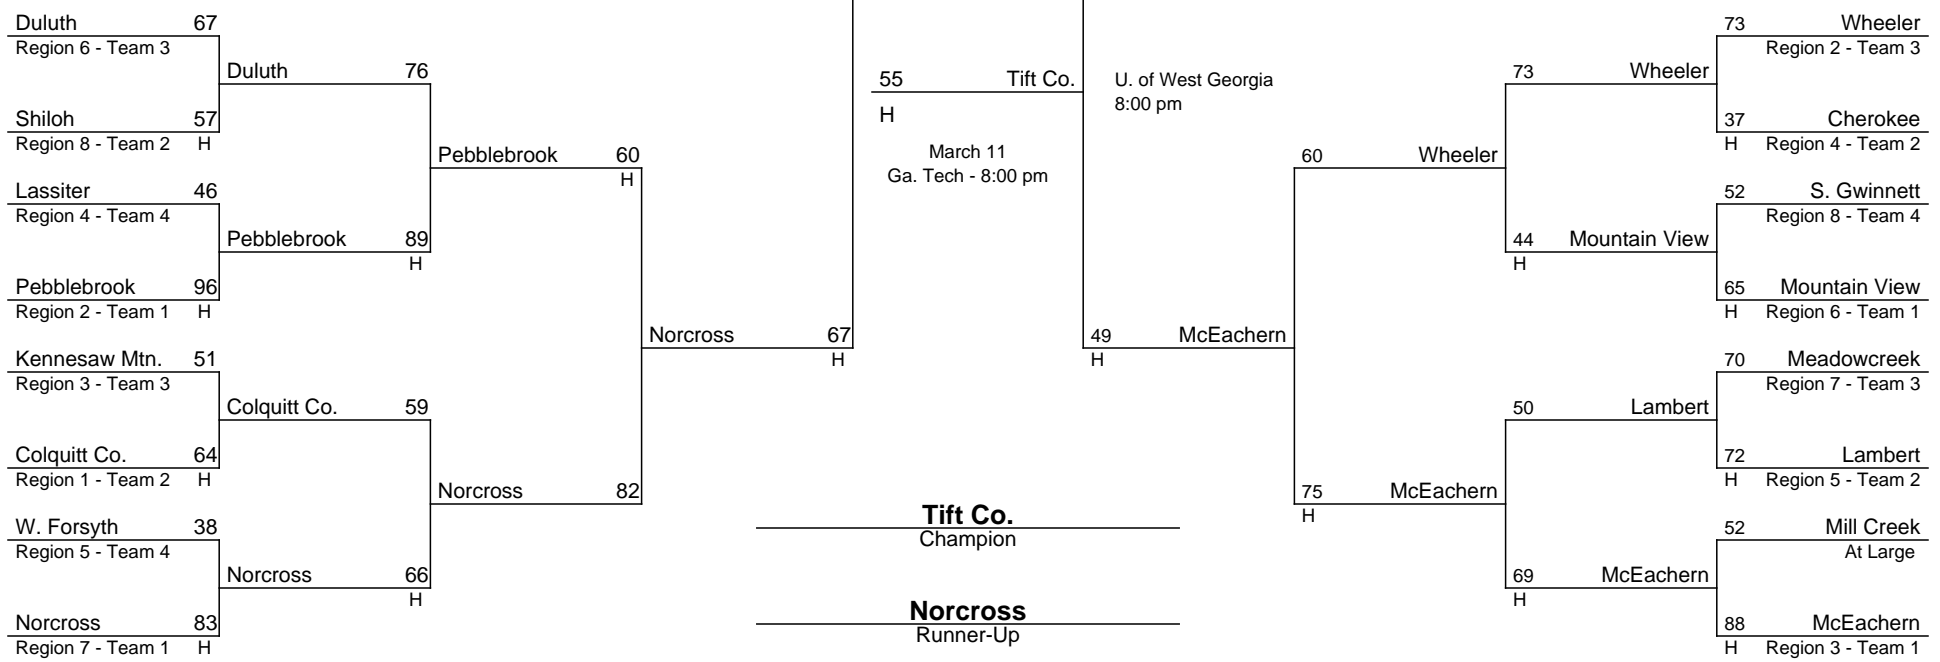 Duluth 67
Region 6 - Team 3
Duluth 76
Shiloh 57
Region 8 - Team 2 H
Pebblebrook 60
H
Lassiter 46
Region 4 - Team 4
Pebblebrook 89
H
Pebblebrook 96
Region 2 - Team 1 H
Norcross 67
H
Kennesaw Mtn. 51
Region 3 - Team 3
Colquitt Co. 59
Colquitt Co. 64
Region 1 - Team 2 H
Norcross 82
W. Forsyth 38
Region 5 - Team 4
Norcross 66
H
Norcross 83
Region 7 - Team 1 H
55 Tift Co.
H
March 11
Ga. Tech - 8:00 pm
U. of West Georgia
8:00 pm
49 McEachern
H
Tift Co.
Champion
Norcross
Runner-Up
73 Wheeler
Region 2 - Team 3
73 Wheeler
37 Cherokee
H Region 4 - Team 2
60 Wheeler
52 S. Gwinnett
Region 8 - Team 4
44 Mountain View
H
65 Mountain View
H Region 6 - Team 1
70 Meadowcreek
Region 7 - Team 3
50 Lambert
72 Lambert
H Region 5 - Team 2
75 McEachern
H
52 Mill Creek
At Large
69 McEachern
H
88 McEachern
H Region 3 - Team 1